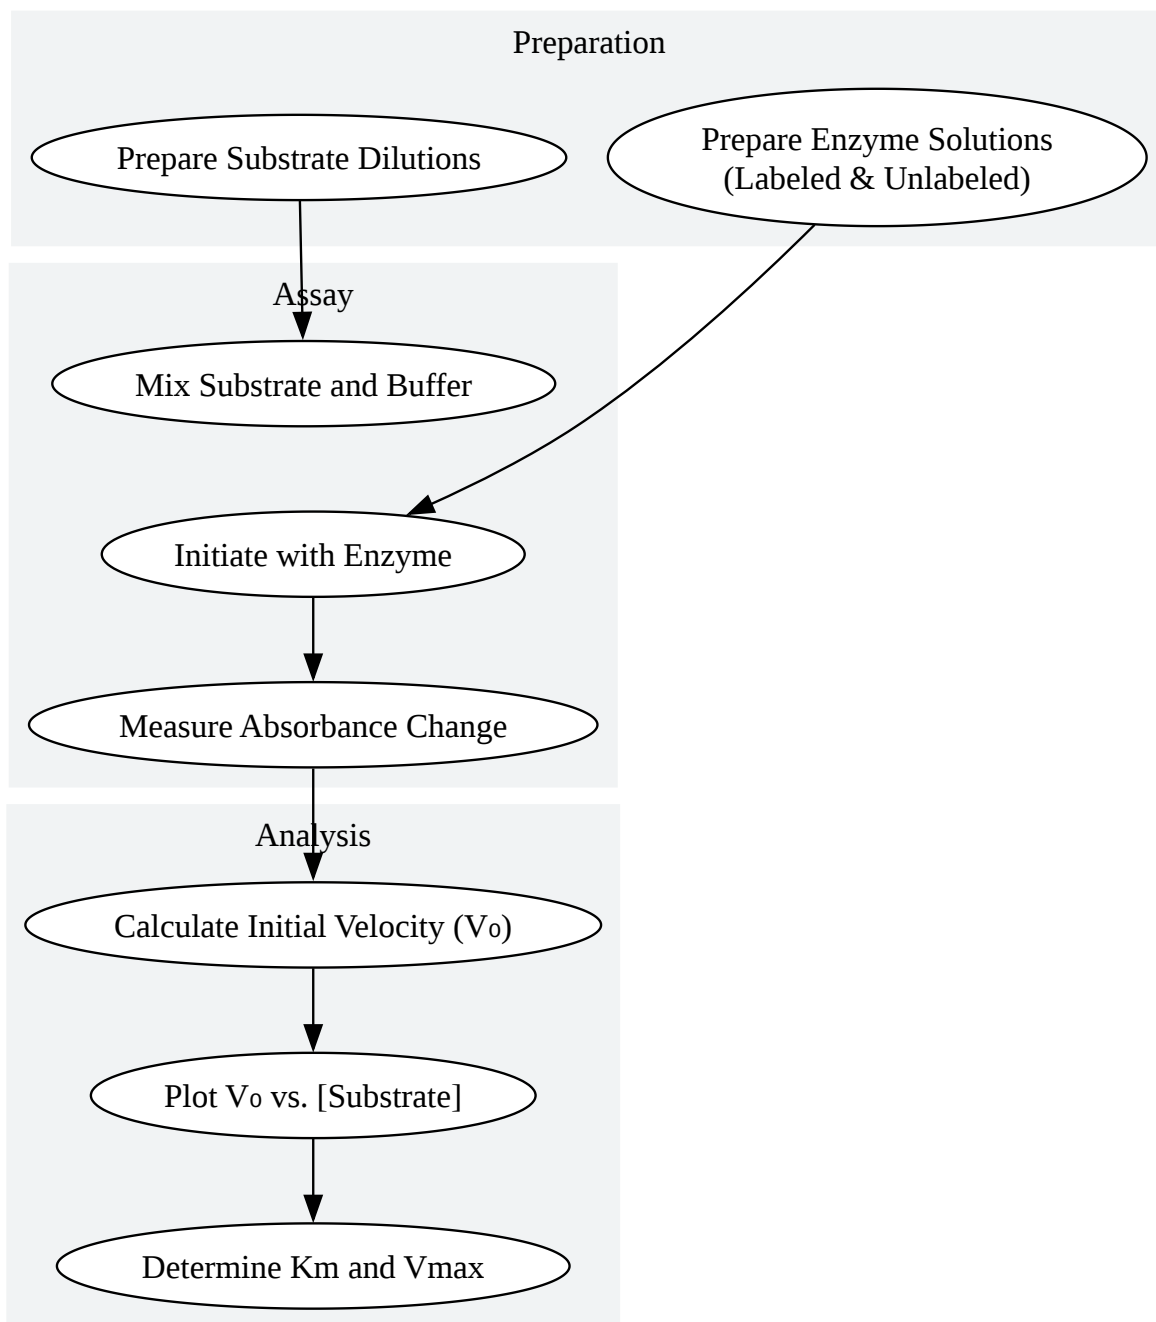 Preparation
Prepare Substrate Dilutions
Prepare Enzyme Solutions
(Labeled & Unlabeled)
Assay
Mix Substrate and Buffer
Initiate with Enzyme
Measure Absorbance Change
Analysis
Calculate Initial Velocity (V₀)
Plot V₀ vs. [Substrate]
Determine Km and Vmax